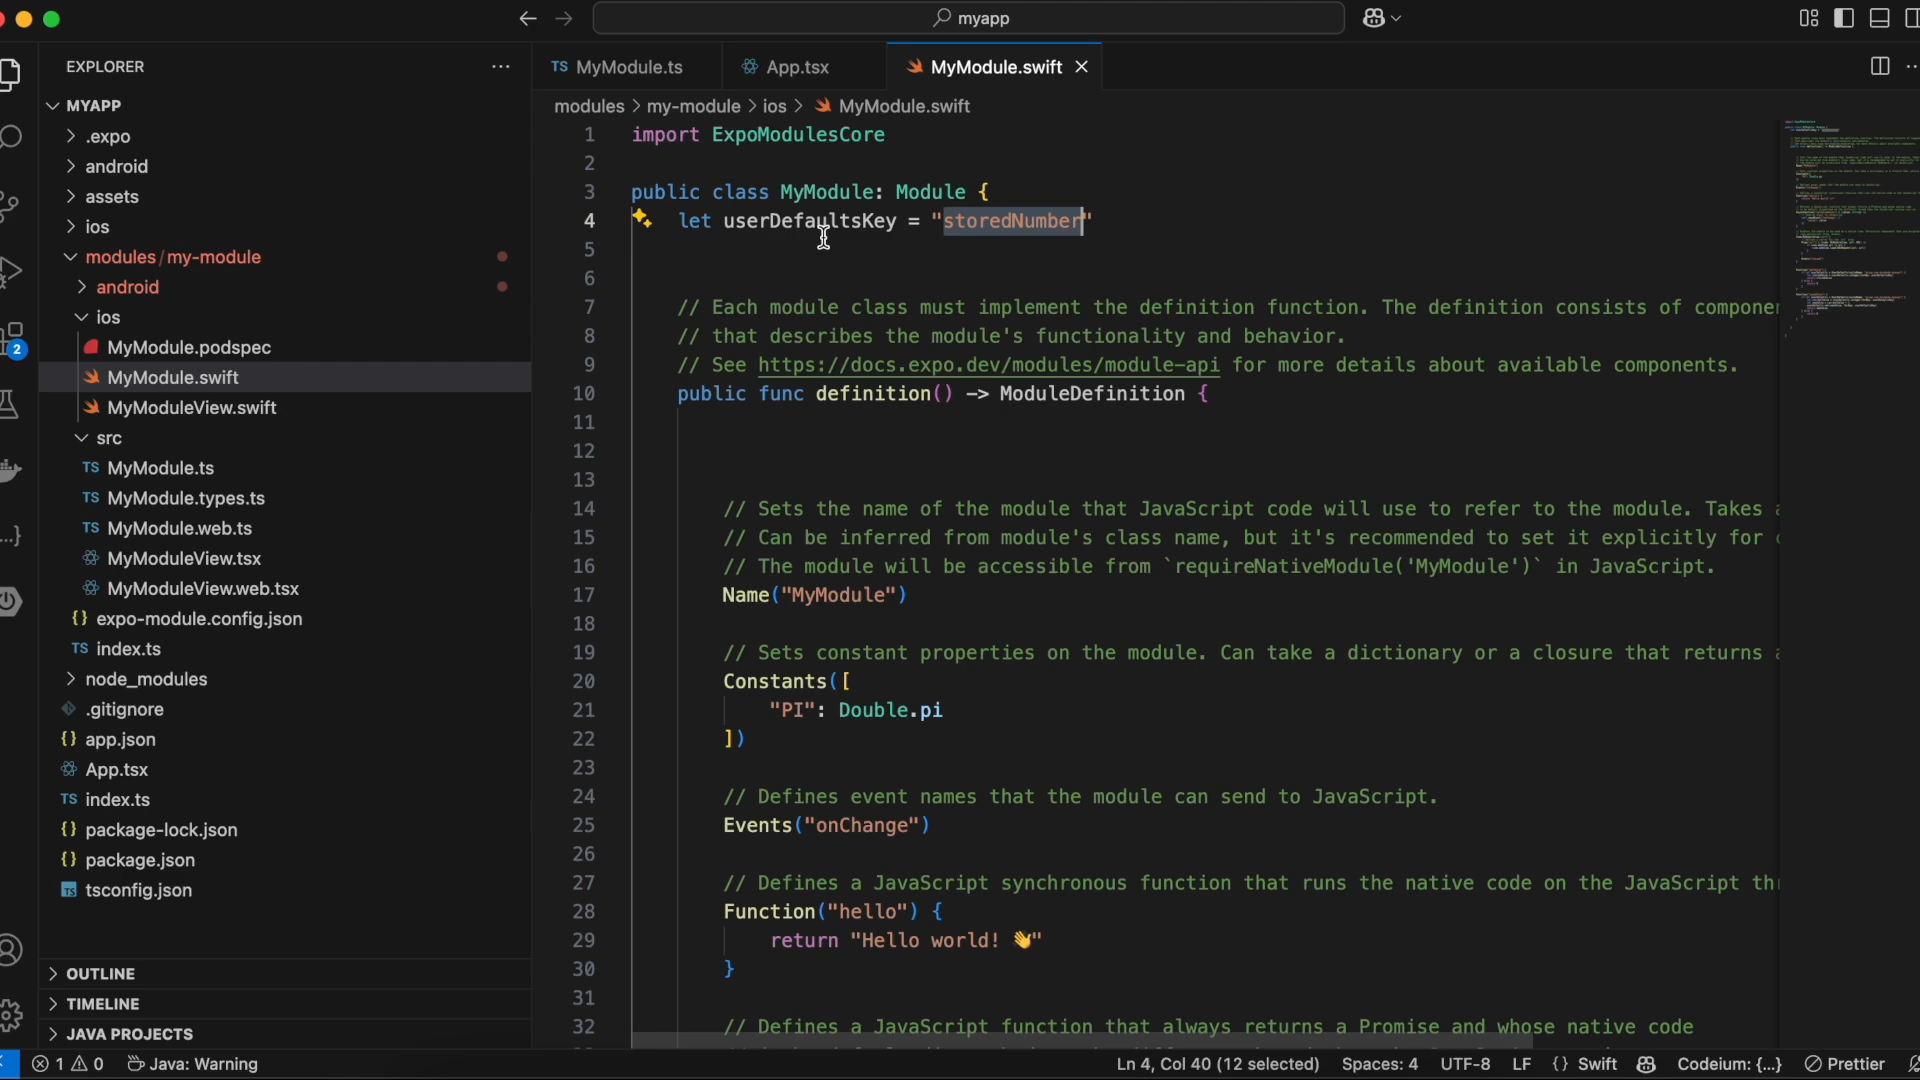 myapp
EXPLORER
MYAPP
.expo
android
assets
ios
modules/my-module
android
ios
MyModule.podspec
MyModule.swift
MyModuleView.swift
src
TS MyModule.ts
TS MyModule.types.ts
TS MyModule.web.ts
MyModuleView.tsx
MyModuleView.web.tsx
{} expo-module.config.json
TS index.ts
node_modules
.gitignore
{} app.json
App.tsx
TS index.ts
{} package-lock.json
{} package.json
TS tsconfig.json
OUTLINE
TIMELINE
JAVA PROJECTS
2
TS MyModule.ts
App.tsx
MyModule.swift
modules > my-module > ios > MyModule.swift
1 import ExpoModulesCore
2
3 public class MyModule: Module {
4 let userDefaultsKey = "storedNumber"
5
6
7 // Each module class must implement the definition function. The definition consists of
8 // that describes the module's functionality and behavior.
9 // See https://docs.expo.dev/modules/module-api for more details about available components.
10 public func definition() -> ModuleDefinition {
11
12
13
14 // Sets the name of the module that JavaScript code will use to refer to the module. Takes
15 // Can be inferred from module's class name, but it's recommended to set it explicitly for
16 // The module will be accessible from `requireNativeModule('MyModule')` in JavaScript.
17 Name("MyModule")
18
19 // Sets constant properties on the module. Can take a dictionary or a closure that returns
20 Constants([
21 "PI": Double.pi
22 ])
23
24 // Defines event names that the module can send to JavaScript.
25 Events("onChange")
26
27 // Defines a JavaScript synchronous function that runs the native code on the JavaScript
28 Function("hello") {
29 return "Hello world! 👋"
30 }
31
32 // Defines a JavaScript function that always returns a Promise and whose native code
1 0
Java: Warning
Ln 4, Col 40 (12 selected)
Spaces: 4
UTF-8
LF
{} Swift
Codeium: {...}
Prettier